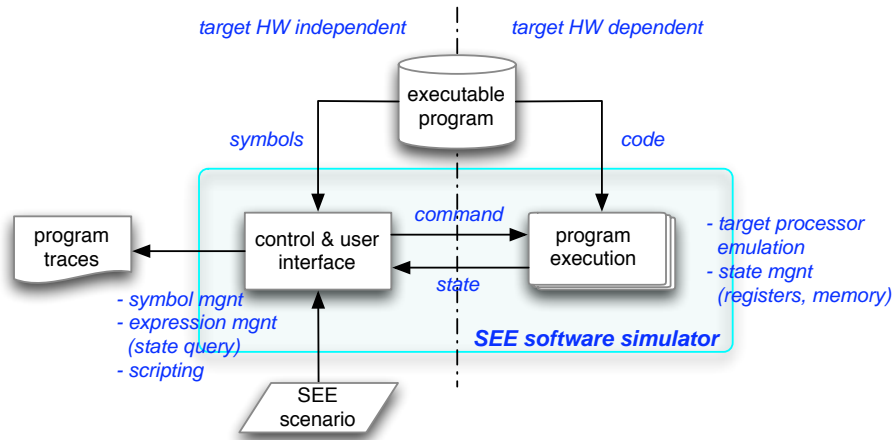 target HW independent
target HW dependent
executable
program
symbols
code
command
program
traces
control & user
interface
program
execution
- target processor
emulation
- state mgnt
(registers, memory)
state
- symbol mgnt
- expression mgnt
(state query)
- scripting
SEE software simulator
SEE
scenario